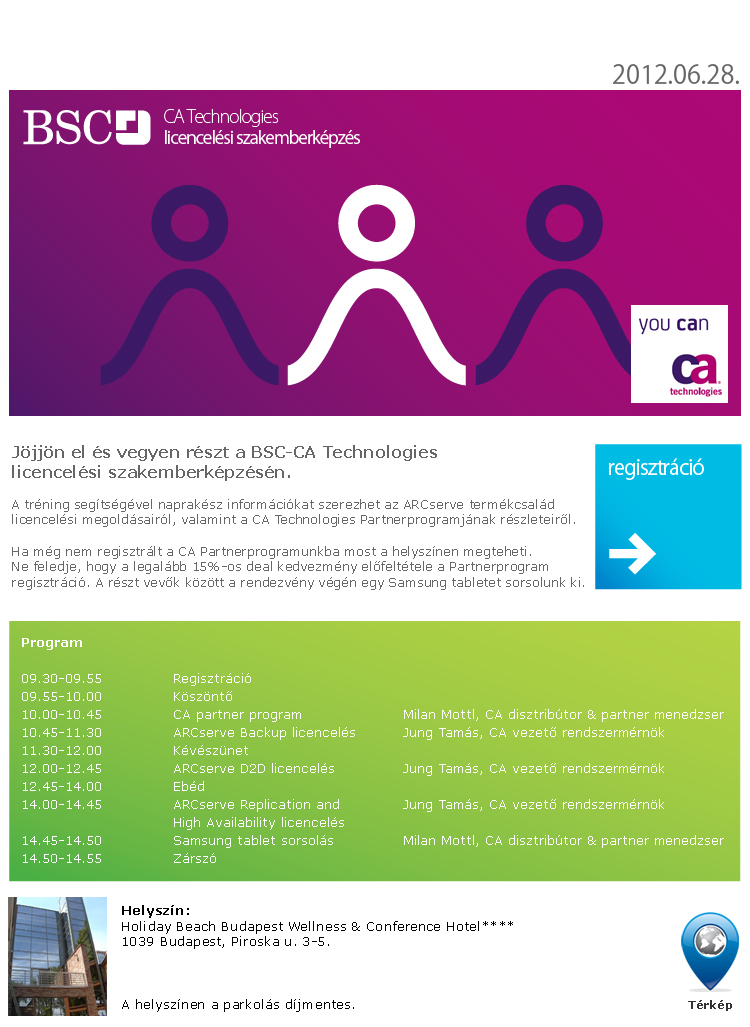 2012.06.28.
BSC
CA Technologies
licencelési szakemberképzés
you can
ca
technologies
Jöjjön el és vegyen részt a BSC-CA Technologies
licencelési szakemberképzésén.
regisztráció
A tréning segítségével naprakész információkat szerezhet az ARCserve termékcsalád
licencelési megoldásairól, valamint a CA Technologies Partnerprogramjának részleteiről.
Ha még nem regisztrált a CA Partnerprogramunkba most a helyszínen megteheti.
Ne feledje, hogy a legalább 15%-os deal kedvezmény előfeltétele a Partnerprogram
regisztráció. A részt vevők között a rendezvény végén egy Samsung tabletet sorsolunk ki.
Program
09.30-09.55 Regisztráció
09.55-10.00 Köszöntő
10.00-10.45 CA partner program Milan Mottl, CA disztribútor & partner menedzser
10.45-11.30 ARCserve Backup licencelés Jung Tamás, CA vezető rendszermérnök
11.30-12.00 Kévészünet
12.00-12.45 ARCserve D2D licencelés Jung Tamás, CA vezető rendszermérnök
12.45-14.00 Ebéd
14.00-14.45 ARCserve Replication and Jung Tamás, CA vezető rendszermérnök
High Availability licencelés
14.45-14.50 Samsung tablet sorsolás Milan Mottl, CA disztribútor & partner menedzser
14.50-14.55 Zárszó
Helyszín:
Holiday Beach Budapest Wellness & Conference Hotel****
1039 Budapest, Piroska u. 3-5.
A helyszínen a parkolás díjmentes.
Térkép